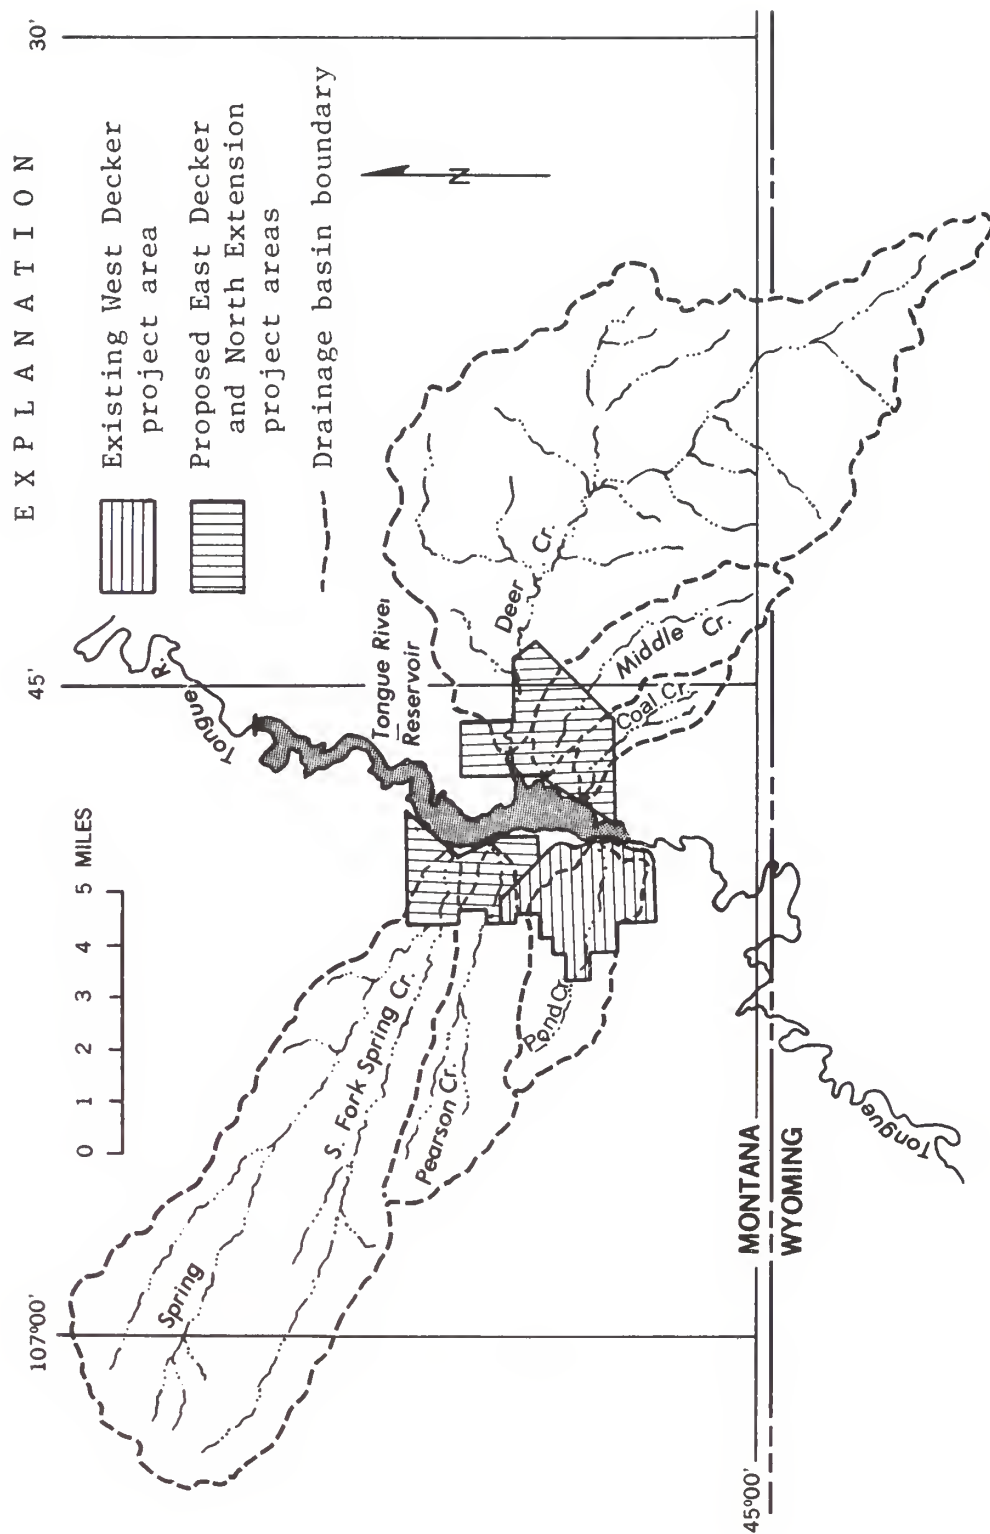 EXPLANATION
Existing West Decker
project area
Proposed East Decker
and North Extension
project areas
Drainage basin boundary
30'
45'
107°00'
45°00'
N
0 1 2 3 4 5 MILES
Tongue R.
Tongue River
Reservoir
Deer Cr.
Middle Cr.
Coal Cr.
Spring
S. Fork Spring Cr.
Pearson Cr.
Pond Cr.
MONTANA
WYOMING
Tongue